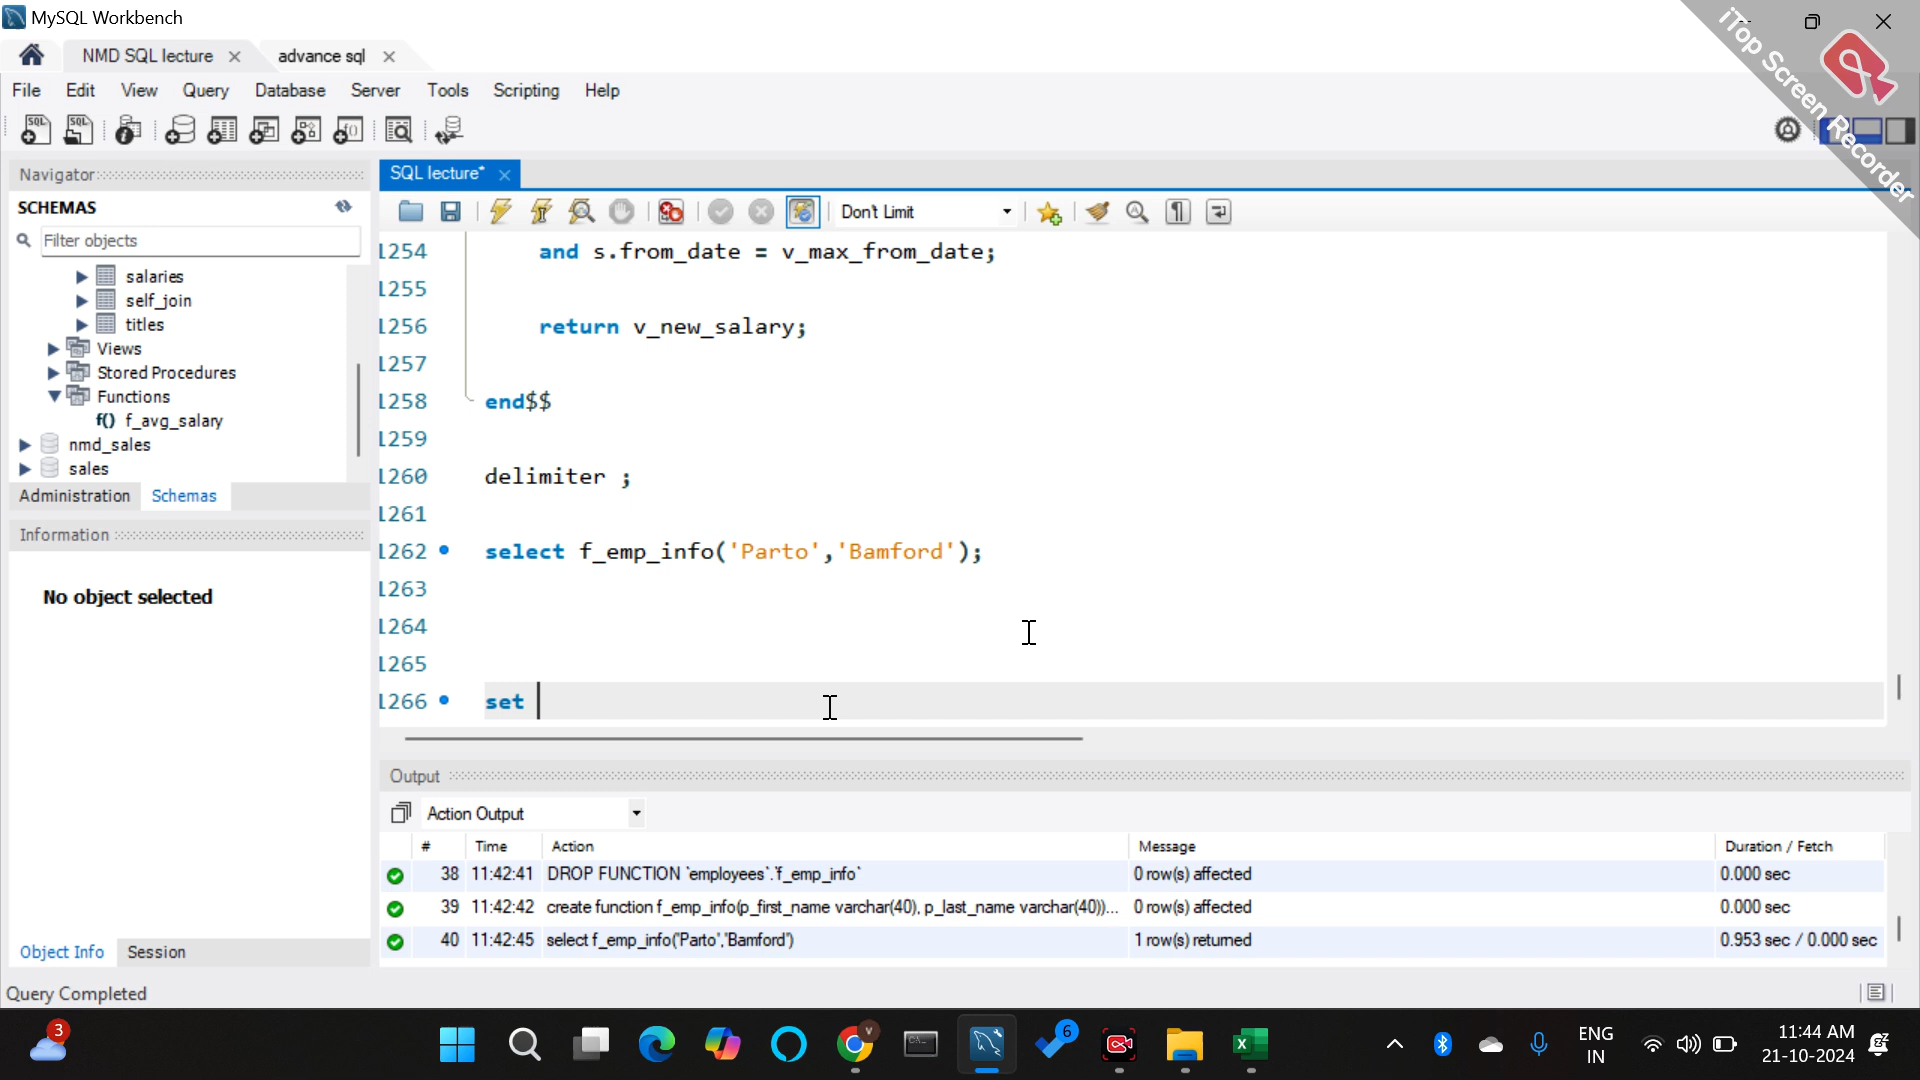 MySQL Workbench
NMD SQL lecture
advance sql
File Edit View Query Database Server Tools Scripting Help
iTop Screen Recorder
Navigator
SCHEMAS
Filter objects
salaries
self_join
titles
Views
Stored Procedures
Functions
f() f_avg_salary
nmd_sales
sales
Administration Schemas
Information
No object selected
Object Info Session
SQL lecture*
Don't Limit
1254 and s.from_date = v_max_from_date;
1255
1256 return v_new_salary;
1257
1258 end$$
1259
1260 delimiter ;
1261
1262 select f_emp_info('Parto','Bamford');
1263
1264
1265
1266 set
Output
Action Output
# Time Action Message Duration / Fetch
38 11:42:41 DROP FUNCTION `employees`.`f_emp_info` 0 row(s) affected 0.000 sec
39 11:42:42 create function f_emp_info(p_first_name varchar(40), p_last_name varchar(40))... 0 row(s) affected 0.000 sec
40 11:42:45 select f_emp_info('Parto','Bamford') 1 row(s) returned 0.953 sec / 0.000 sec
Query Completed
3
V
6
ENG
IN
11:44 AM
21-10-2024